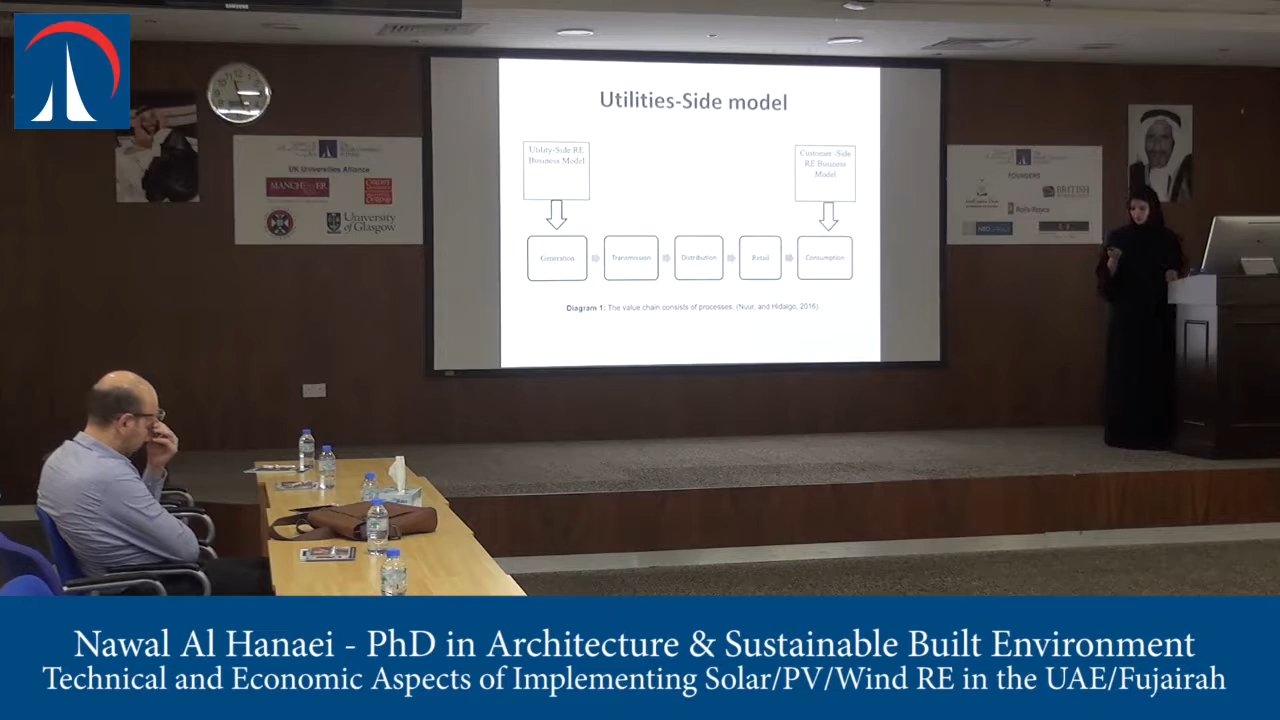 SAMSUNG
Utilities-Side model
Utility-Side RE
Business Model
Customer -Side
RE Business
Model
Generation
Transmission
Distribution
Retail
Consumption
Diagram 1: The value chain consists of processes. (Nuur, and Hidalgo, 2016)
UK Universities Alliance
University
of Glasgow
FOUNDERS
BRITISH
Rolls-Royce
Nawal Al Hanaei - PhD in Architecture & Sustainable Built Environment
Technical and Economic Aspects of Implementing Solar/PV/Wind RE in the UAE/Fujairah